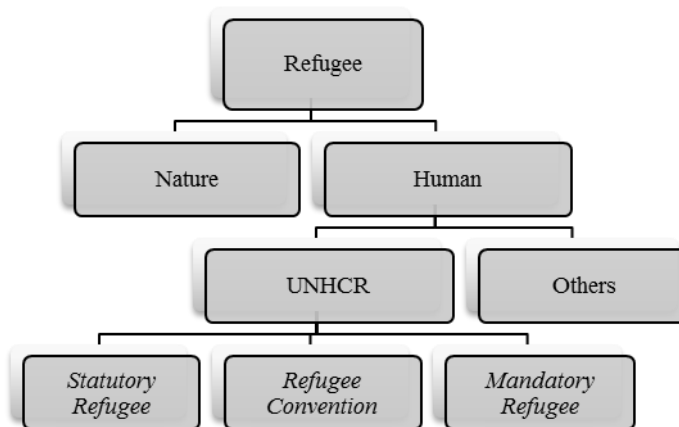 Refugee
Nature
Human
UNHCR
Others
Statutory
Refugee
Refugee
Convention
Mandatory
Refugee